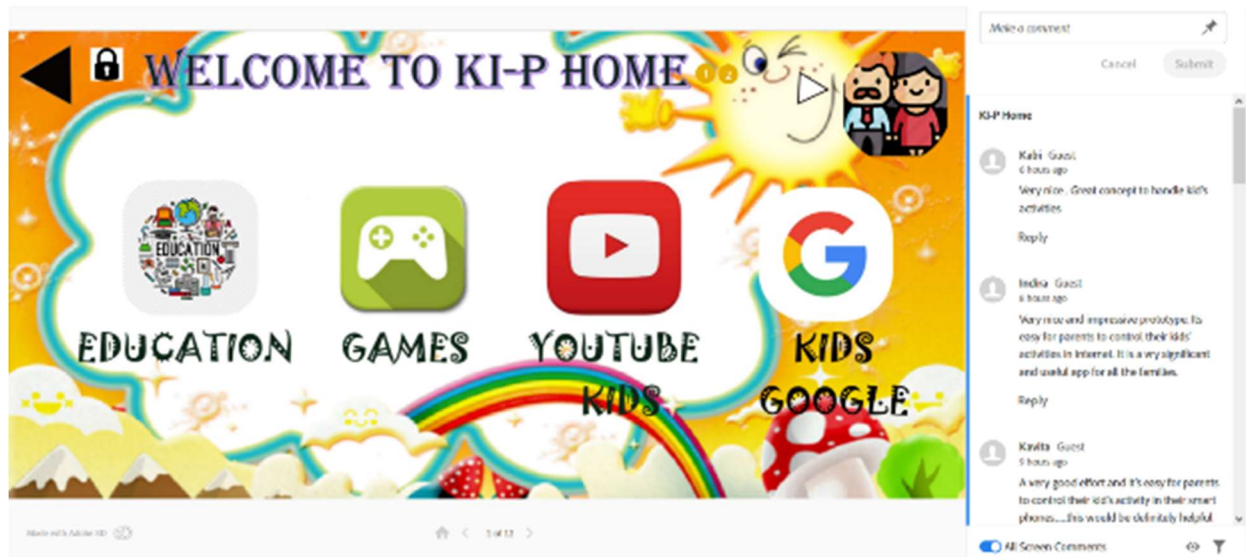 WELCOME TO KI-P HOME
1 2
EDUCATION
EDUCATION
GAMES
YOUTUBE
KIDS
KIDS
GOOGLE
Made with Adobe XD
1 of 12
Make a comment
Cancel
Submit
KI-P Home
Kabi Guest
6 hours ago
Very nice . Great concept to handle kid's
activities
Reply
Indira Guest
8 hours ago
Very nice and impressive prototype. Its
easy for parents to control their kids'
activities in internet. It is a vry significant
and useful app for all the families.
Reply
Kavita Guest
9 hours ago
A very good effort and it's easy for parents
to control their kid's activity in their smart
phones.....this would be definitely helpful
All Screen Comments